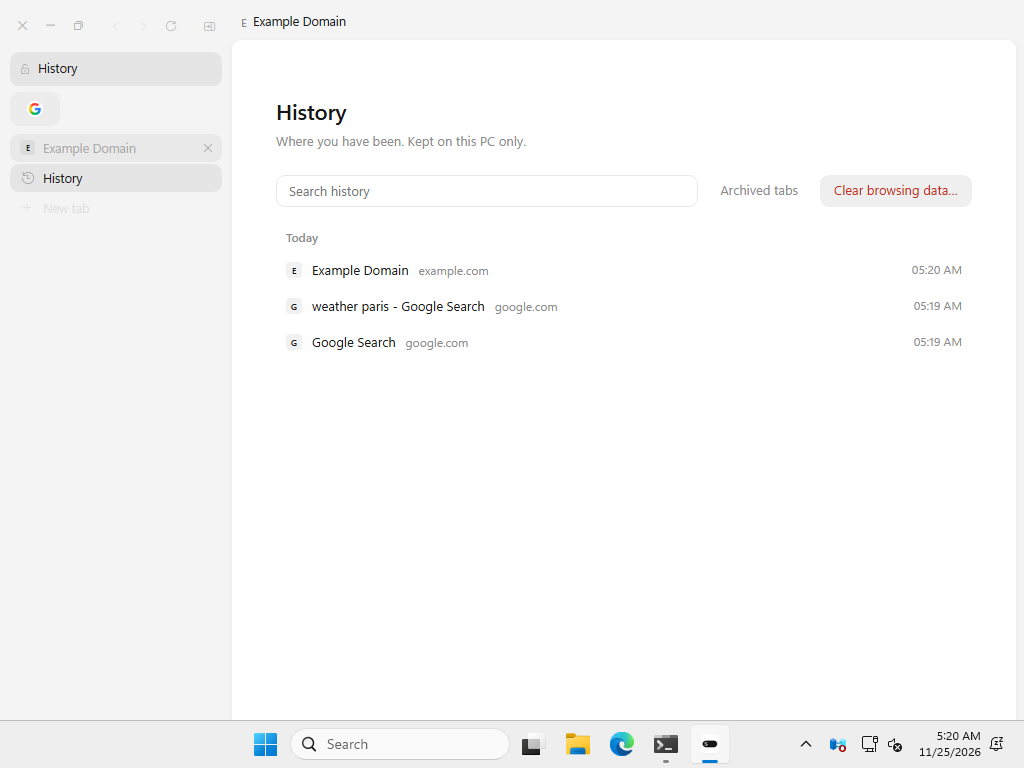 E Example Domain
History
G
E Example Domain
History
+ New tab
History
Where you have been. Kept on this PC only.
Search history
Archived tabs
Clear browsing data...
Today
E Example Domain example.com 05:20 AM
G weather paris - Google Search google.com 05:19 AM
G Google Search google.com 05:19 AM
Search
5:20 AM
11/25/2026